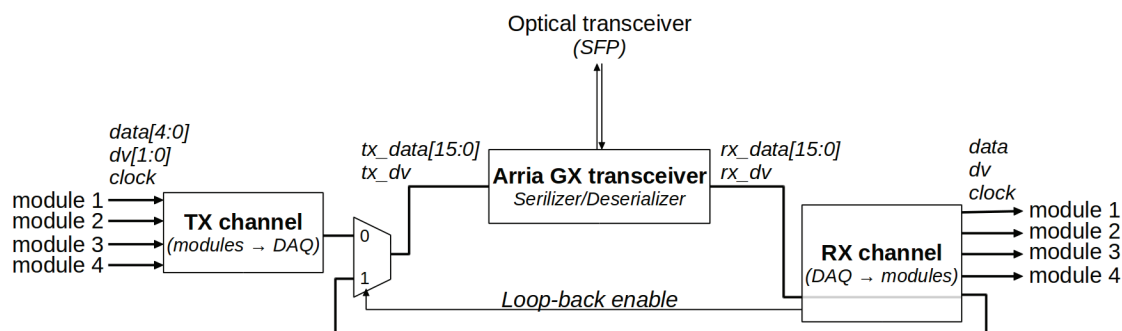 Optical transceiver
(SFP)
data[4:0]
dv[1:0]
clock
module 1
module 2
module 3
module 4
TX channel
(modules → DAQ)
0
1
tx_data[15:0]
tx_dv
Arria GX transceiver
Serilizer/Deserializer
rx_data[15:0]
rx_dv
Loop-back enable
RX channel
(DAQ → modules)
data
dv
clock
module 1
module 2
module 3
module 4